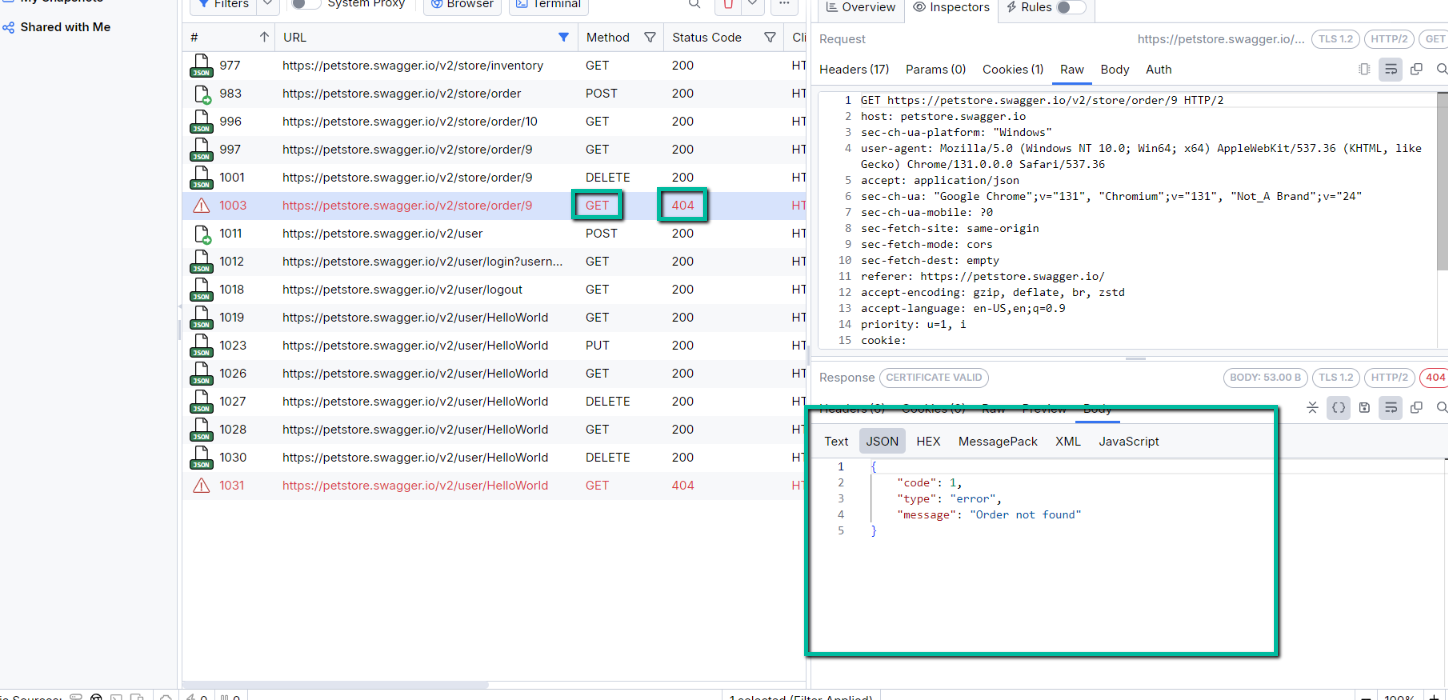 Shared with Me
Filters
System Proxy
Browser
Terminal
# URL Method Status Code
977 https://petstore.swagger.io/v2/store/inventory GET 200 HT
983 https://petstore.swagger.io/v2/store/order POST 200 HT
996 https://petstore.swagger.io/v2/store/order/10 GET 200 HT
997 https://petstore.swagger.io/v2/store/order/9 GET 200 HT
1001 https://petstore.swagger.io/v2/store/order/9 DELETE 200 HT
1003 https://petstore.swagger.io/v2/store/order/9 GET 404 HT
1011 https://petstore.swagger.io/v2/user POST 200 HT
1012 https://petstore.swagger.io/v2/user/login?usern... GET 200 HT
1018 https://petstore.swagger.io/v2/user/logout GET 200 HT
1019 https://petstore.swagger.io/v2/user/HelloWorld GET 200 HT
1023 https://petstore.swagger.io/v2/user/HelloWorld PUT 200 HT
1026 https://petstore.swagger.io/v2/user/HelloWorld GET 200 HT
1027 https://petstore.swagger.io/v2/user/HelloWorld DELETE 200 HT
1028 https://petstore.swagger.io/v2/user/HelloWorld GET 200 HT
1030 https://petstore.swagger.io/v2/user/HelloWorld DELETE 200 HT
1031 https://petstore.swagger.io/v2/user/HelloWorld GET 404 HT
1 selected (Filter Applied)
Overview Inspectors Rules
Request https://petstore.swagger.io/... TLS 1.2 HTTP/2 GET
Headers (17) Params (0) Cookies (1) Raw Body Auth
1 GET https://petstore.swagger.io/v2/store/order/9 HTTP/2
2 host: petstore.swagger.io
3 sec-ch-ua-platform: "Windows"
4 user-agent: Mozilla/5.0 (Windows NT 10.0; Win64; x64) AppleWebKit/537.36 (KHTML, like
Gecko) Chrome/131.0.0.0 Safari/537.36
5 accept: application/json
6 sec-ch-ua: "Google Chrome";v="131", "Chromium";v="131", "Not_A Brand";v="24"
7 sec-ch-ua-mobile: ?0
8 sec-fetch-site: same-origin
9 sec-fetch-mode: cors
10 sec-fetch-dest: empty
11 referer: https://petstore.swagger.io/
12 accept-encoding: gzip, deflate, br, zstd
13 accept-language: en-US,en;q=0.9
14 priority: u=1, i
15 cookie:
Response CERTIFICATE VALID BODY: 53.00 B TLS 1.2 HTTP/2 404
Raw Preview Body
Text JSON HEX MessagePack XML JavaScript
1 {
2 "code": 1,
3 "type": "error",
4 "message": "Order not found"
5 }
100%